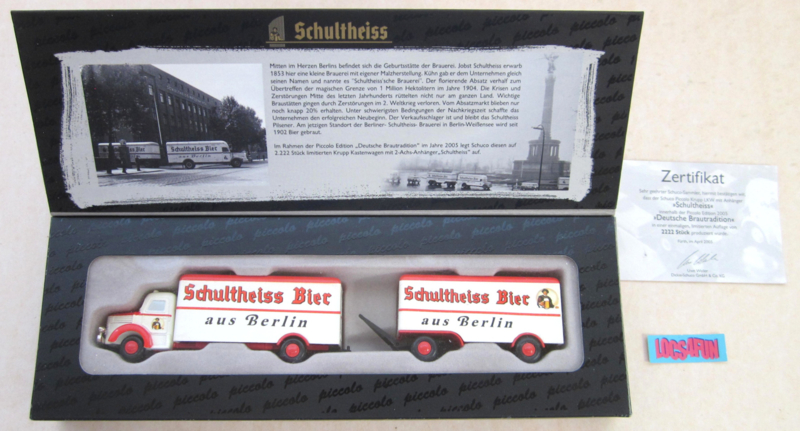 Schultheiss
Mitten im Herzen Berlins befindet sich die Geburtsstätte der Brauerei. Jobst Schultheiss erwarb
1853 hier eine kleine Brauerei mit eigener Malzherstellung. Kühn gab er dem Unternehmen gleich
seinen Namen und nannte es "Schultheiss'sche Brauerei". Der florierende Absatz verhalf zum
Übertreffen der magischen Grenze von 1 Million Hektolitern im Jahre 1904. Die Krisen und
Zerstörungen Mitte des letzten Jahrhunderts rüttelten nicht nur am ganzen Land. Wichtige
Braustätten gingen durch Zerstörungen im 2. Weltkrieg verloren. Vom Absatzmarkt blieben nur
noch knapp 20% erhalten. Unter schwierigsten Bedingungen der Nachkriegszeit schaffte das
Unternehmen den erfolgreichen Neubeginn. Der Verkaufsschlager ist und bleibt das Schultheiss
Pilsener. Am jetzigen Standort der Berliner- Schultheiss- Brauerei in Berlin-Weißensee wird seit
1902 Bier gebraut.
Im Rahmen der Piccolo Edition „Deutsche Brautradition" im Jahre 2005 legt Schuco diesen auf
2.222 Stück limitierten Krupp Kastenwagen mit 2-Achs-Anhänger „Schultheiss" auf.
Schultheiss Bier
Zertifikat
»Schultheiss«
»Deutsche Brautradition«
2222 Stück
Schultheiss Bier
aus Berlin
Schultheiss Bier
aus Berlin
LOCSOFUN
piccolo piccolo piccolo piccolo piccolo